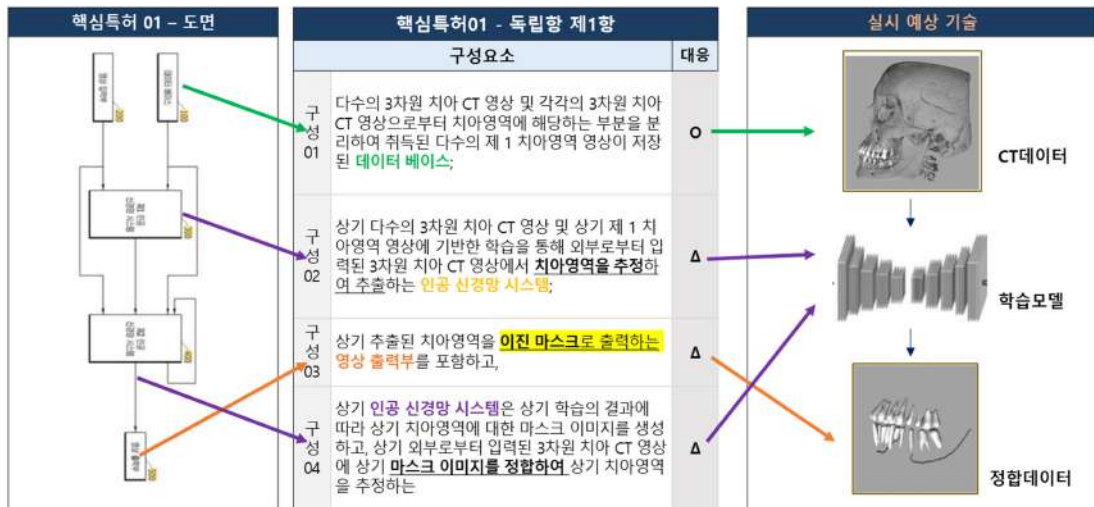 핵심특허 01 – 도면
핵심특허01 - 독립항 제1항
실시 예상 기술
구성요소
대응
구성 01
다수의 3차원 치아 CT 영상 및 각각의 3차원 치아
CT 영상으로부터 치아영역에 해당하는 부분을 분
리하여 취득된 다수의 제 1 치아영역 영상이 저장
된 데이터 베이스;
O
구성 02
상기 다수의 3차원 치아 CT 영상 및 상기 제 1 치
아영역 영상에 기반한 학습을 통해 외부로부터 입
력된 3차원 치아 CT 영상에서 치아영역을 추정하
여 추출하는 인공 신경망 시스템;
Δ
구성 03
상기 추출된 치아영역을 이진 마스크로 출력하는
영상 출력부를 포함하고,
Δ
구성 04
상기 인공 신경망 시스템은 상기 학습의 결과에
따라 상기 치아영역에 대한 마스크 이미지를 생성
하고, 상기 외부로부터 입력된 3차원 치아 CT 영상
에 상기 마스크 이미지를 정합하여 상기 치아영역
을 추정하는
Δ
CT데이터
학습모델
정합데이터
200
100
300
400
500